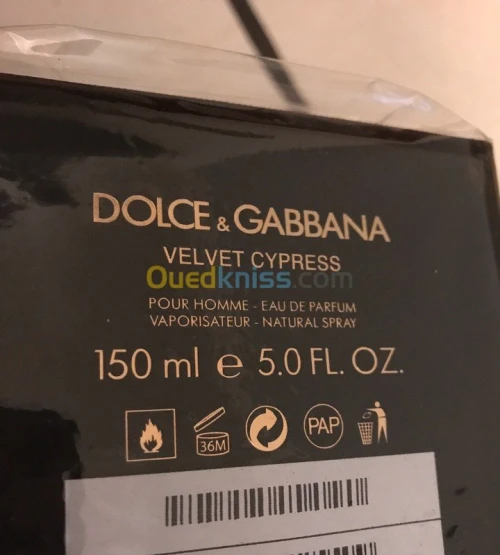 DOLCE & GABBANA
VELVET CYPRESS
Ouedkniss.com
POUR HOMME - EAU DE PARFUM
VAPORISATEUR - NATURAL SPRAY
150 ml e 5.0 FL. OZ.
36M
PAP